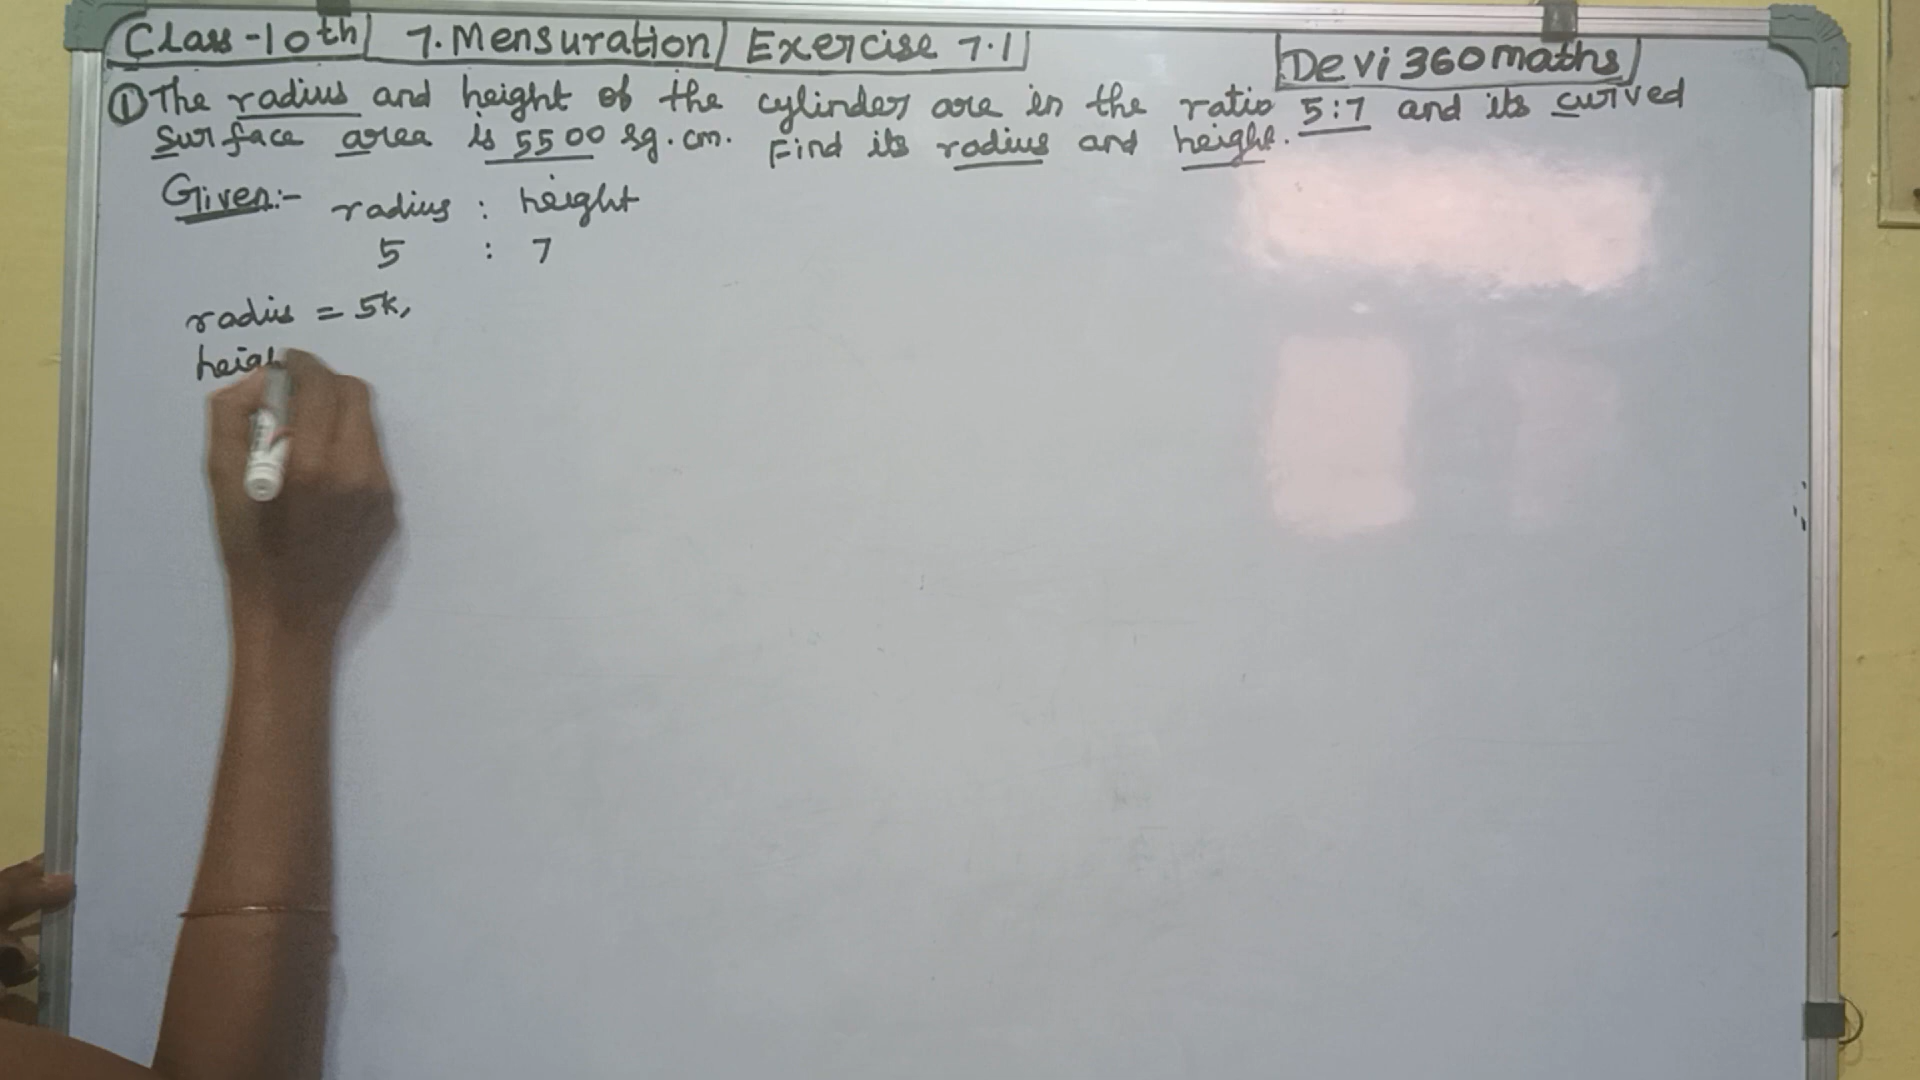 Class-10th 7. Mensuration Exercise 7.1 Devi 360 maths
① The radius and height of the cylinder are in the ratio 5:7 and its curved
surface area is 5500 sq. cm. Find its radius and height.
Given:- radius : height
5 : 7
radius = 5k,
heigh